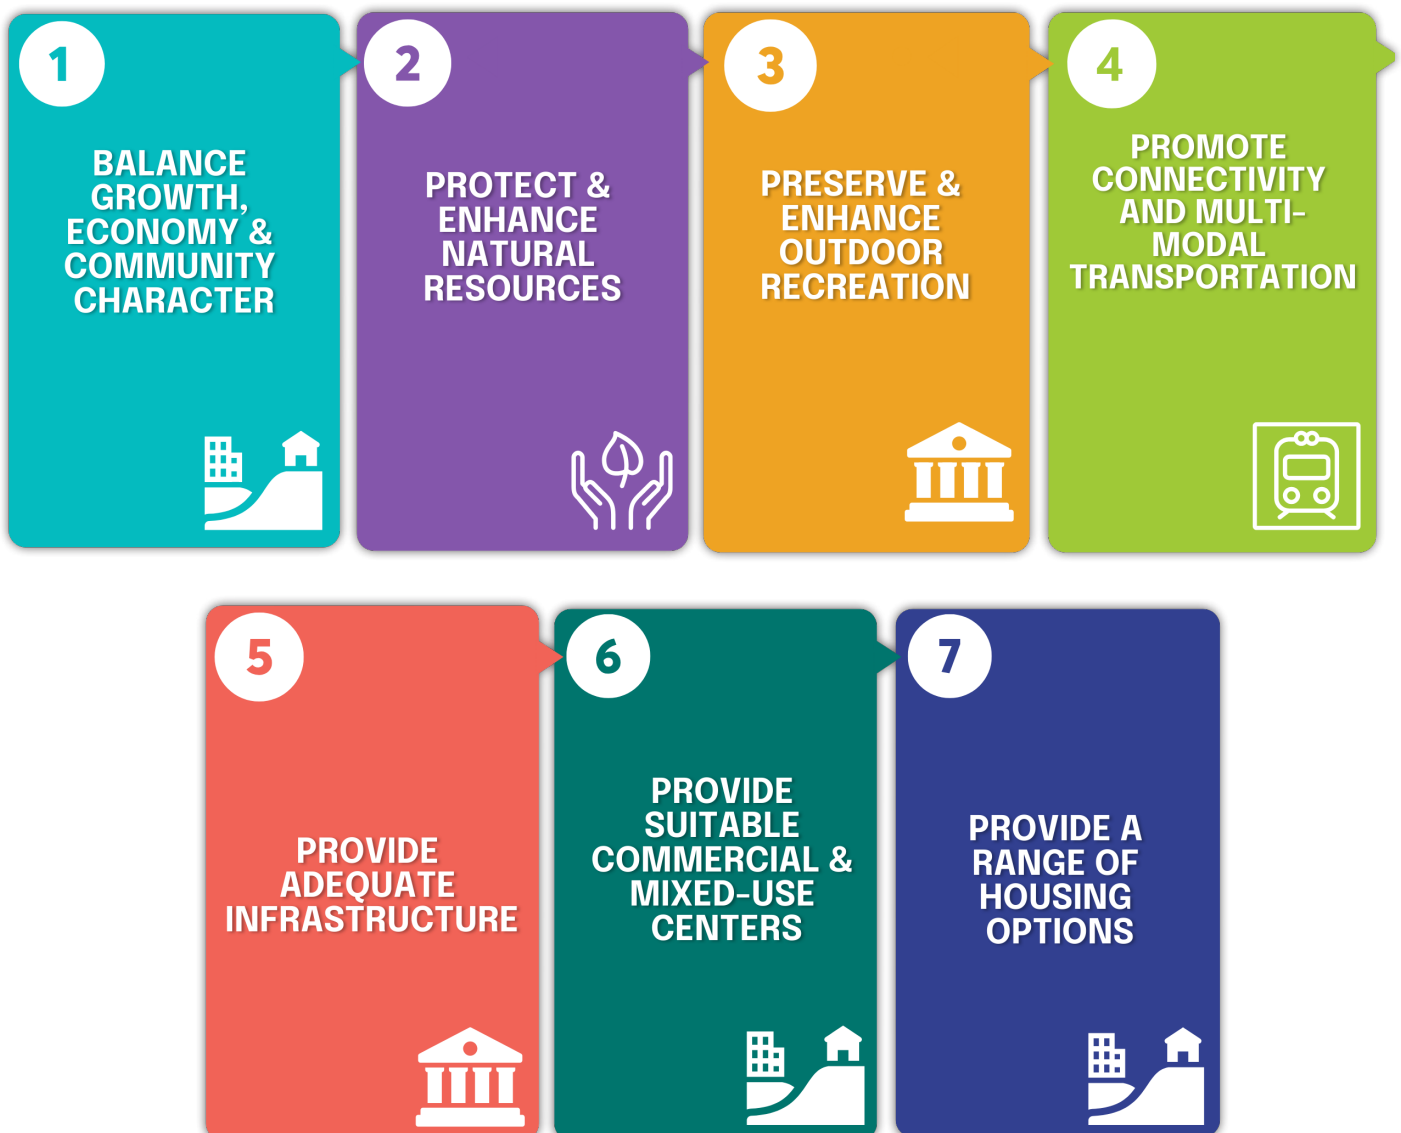 1
BALANCE
GROWTH,
ECONOMY &
COMMUNITY
CHARACTER
2
PROTECT &
ENHANCE
NATURAL
RESOURCES
3
PRESERVE &
ENHANCE
OUTDOOR
RECREATION
4
PROMOTE
CONNECTIVITY
AND MULTI-
MODAL
TRANSPORTATION
5
PROVIDE
ADEQUATE
INFRASTRUCTURE
6
PROVIDE
SUITABLE
COMMERCIAL &
MIXED-USE
CENTERS
7
PROVIDE A
RANGE OF
HOUSING
OPTIONS